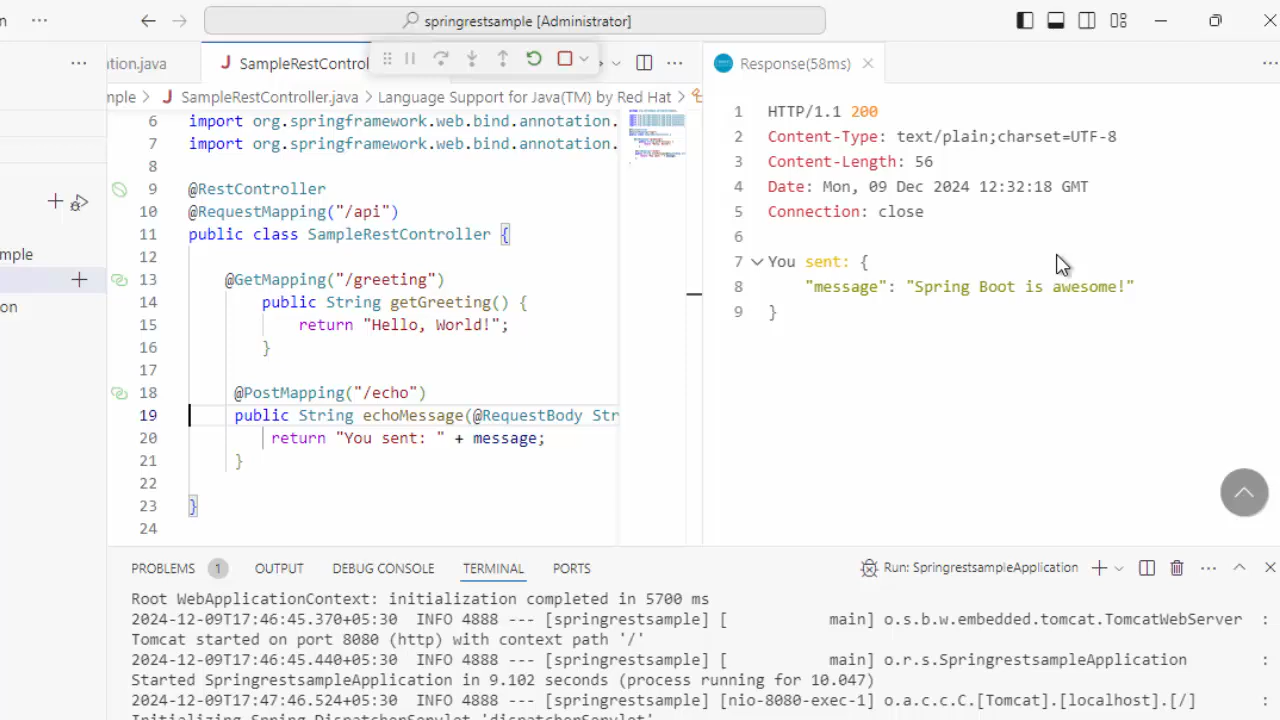 n
springrestsample [Administrator]
ation.java
J SampleRestControl
mple > J SampleRestController.java > Language Support for Java(TM) by Red Hat >
6 import org.springframework.web.bind.annotation.
7 import org.springframework.web.bind.annotation.
8
9 @RestController
10 @RequestMapping("/api")
11 public class SampleRestController {
12
13 @GetMapping("/greeting")
14 public String getGreeting() {
15 return "Hello, World!";
16 }
17
18 @PostMapping("/echo")
19 public String echoMessage(@RequestBody Str
20 return "You sent: " + message;
21 }
22
23 }
24
mple
on
Response(58ms)
1 HTTP/1.1 200
2 Content-Type: text/plain;charset=UTF-8
3 Content-Length: 56
4 Date: Mon, 09 Dec 2024 12:32:18 GMT
5 Connection: close
6
7 You sent: {
8 "message": "Spring Boot is awesome!"
9 }
PROBLEMS 1 OUTPUT DEBUG CONSOLE TERMINAL PORTS
Run: SpringrestsampleApplication
Root WebApplicationContext: initialization completed in 5700 ms
2024-12-09T17:46:45.370+05:30 INFO 4888 --- [springrestsample] [ main] o.s.b.w.embedded.tomcat.TomcatWebServer :
Tomcat started on port 8080 (http) with context path '/'
2024-12-09T17:46:45.440+05:30 INFO 4888 --- [springrestsample] [ main] o.r.s.SpringrestsampleApplication :
Started SpringrestsampleApplication in 9.102 seconds (process running for 10.047)
2024-12-09T17:47:46.524+05:30 INFO 4888 --- [springrestsample] [nio-8080-exec-1] o.a.c.c.C.[Tomcat].[localhost].[/] :
Initializing Spring DispatcherServlet 'dispatcherServlet'